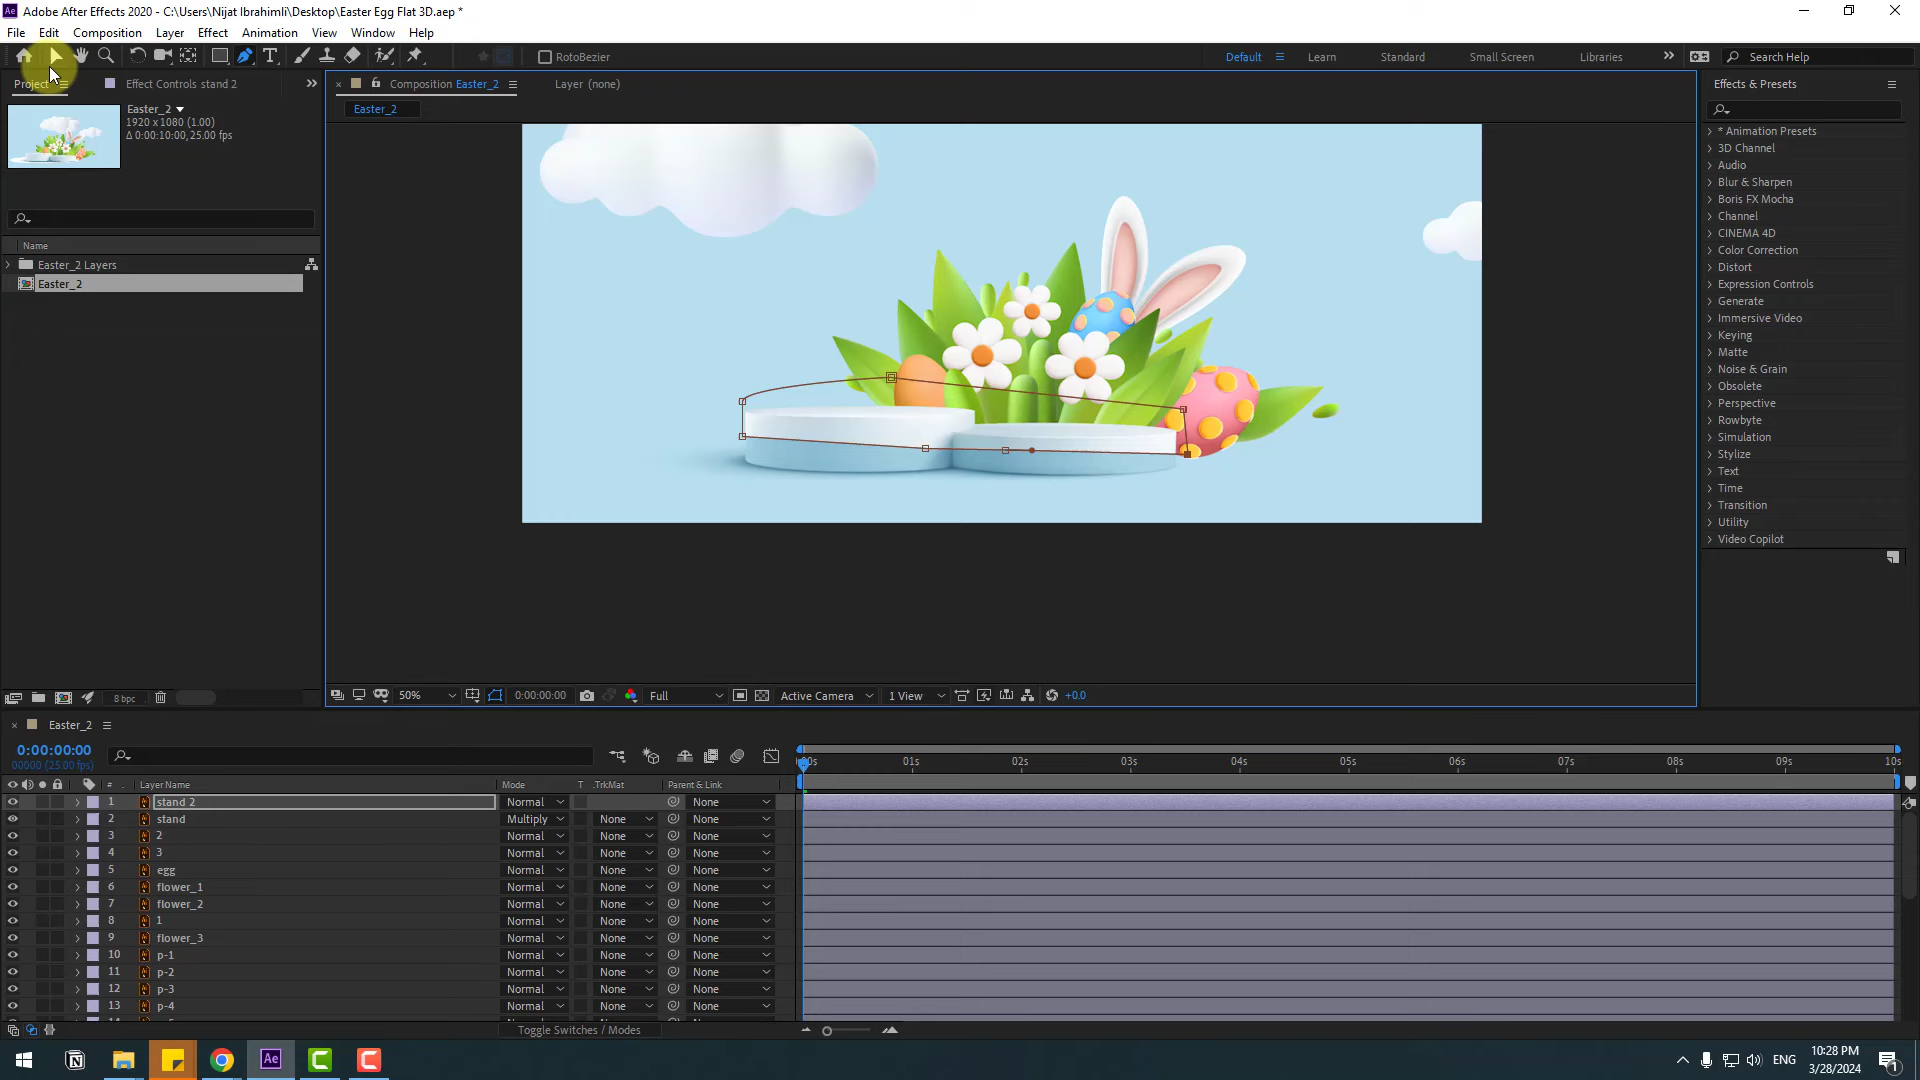 Adobe After Effects 2020 - C:\Users\Nijat Ibrahimli\Desktop\Easter Egg Flat 3D.aep *
File Edit Composition Layer Effect Animation View Window Help
RotoBezier Default Learn Standard Small Screen Libraries Search Help
Project Effect Controls stand 2 Composition Easter_2 Layer (none) Effects & Presets
Easter_2
1920 x 1080 (1.00)
Δ 0:00:10:00, 25.00 fps
Easter_2
Name
Easter_2 Layers
Easter_2
* Animation Presets
3D Channel
Audio
Blur & Sharpen
Boris FX Mocha
Channel
CINEMA 4D
Color Correction
Distort
Expression Controls
Generate
Immersive Video
Keying
Matte
Noise & Grain
Obsolete
Perspective
Rowbyte
Simulation
Stylize
Text
Time
Transition
Utility
Video Copilot
8 bpc 50% 0:00:00:00 Full Active Camera 1 View +0.0
Easter_2
0:00:00:00
00000 (25.00 fps)
:00s 01s 02s 03s 04s 05s 06s 07s 08s 09s 10s
# Layer Name Mode T .TrkMat Parent & Link
1 stand 2 Normal None
2 stand Multiply None None
3 2 Normal None None
4 3 Normal None None
5 egg Normal None None
6 flower_1 Normal None None
7 flower_2 Normal None None
8 1 Normal None None
9 flower_3 Normal None None
10 p-1 Normal None None
11 p-2 Normal None None
12 p-3 Normal None None
13 p-4 Normal None None
Toggle Switches / Modes
ENG 10:28 PM
3/28/2024 1